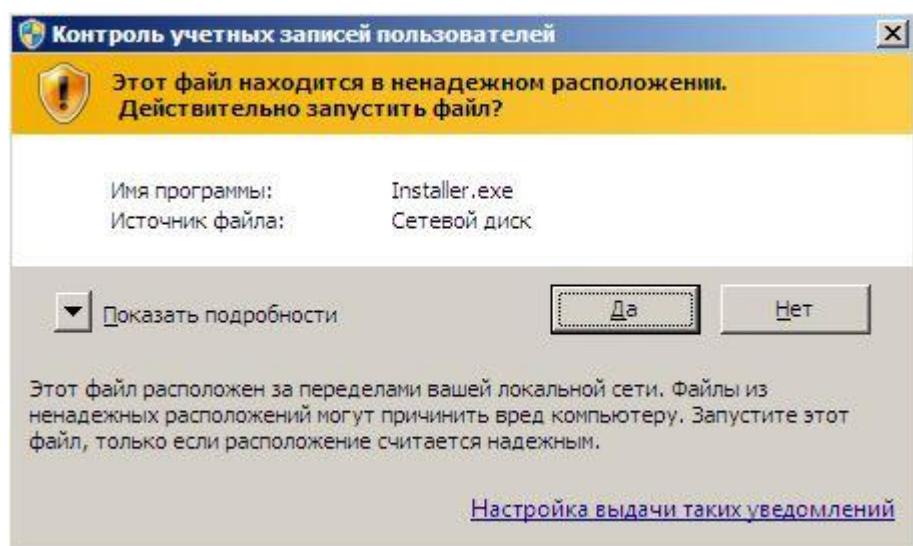 Контроль учетных записей пользователей
Этот файл находится в ненадежном расположении.
Действительно запустить файл?
Имя программы: Installer.exe
Источник файла: Сетевой диск
Показать подробности Да Нет
Этот файл расположен за переделами вашей локальной сети. Файлы из
ненадежных расположений могут причинить вред компьютеру. Запустите этот
файл, только если расположение считается надежным.
Настройка выдачи таких уведомлений